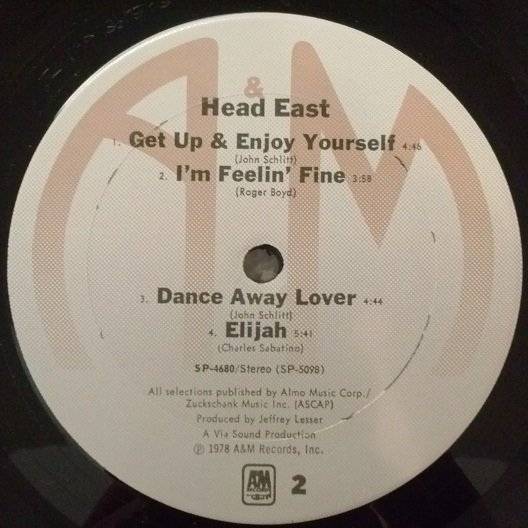 A&M
Head East
1. Get Up & Enjoy Yourself 4:46
(John Schlitt)
2. I'm Feelin' Fine 3:58
(Roger Boyd)
3. Dance Away Lover 4:44
(John Schlitt)
4. Elijah 5:41
(Charles Sabatino)
SP-4680/Stereo (SP-5098)
All selections published by Almo Music Corp./
Zuckschank Music Inc. (ASCAP)
Produced by Jeffrey Lesser
A Via Sound Production
℗ 1978 A&M Records, Inc.
A&M
RECORDS
2